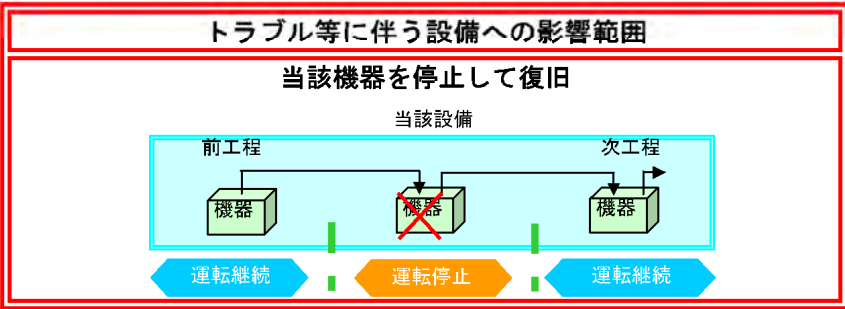 トラブル等に伴う設備への影響範囲
当該機器を停止して復旧
当該設備
前工程
次工程
機器
機器
機器
運転継続
運転停止
運転継続